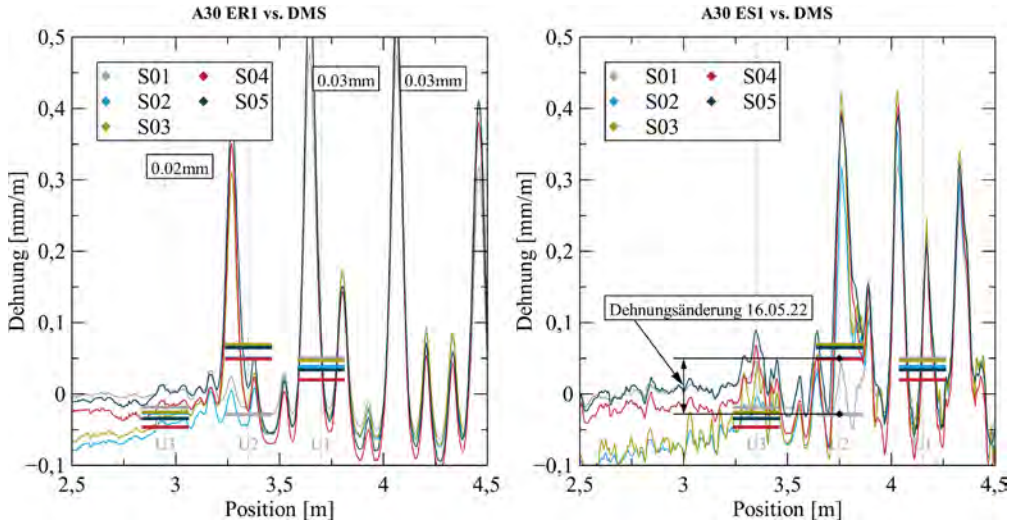 A30 ER1 vs. DMS
Dehnung [mm/m]
0,5
0,4
0,3
0,2
0,1
0
−0,1
S01 S04
S02 S05
S03
0.02mm
0.03mm
0.03mm
U3 U2 U1
2,5 3 3,5 4 4,5
Position [m]
A30 ES1 vs. DMS
Dehnung [mm/m]
0,5
0,4
0,3
0,2
0,1
0
−0,1
S01 S04
S02 S05
S03
Dehnungsänderung 16.05.22
U3 U2 U1
2,5 3 3,5 4 4,5
Position [m]